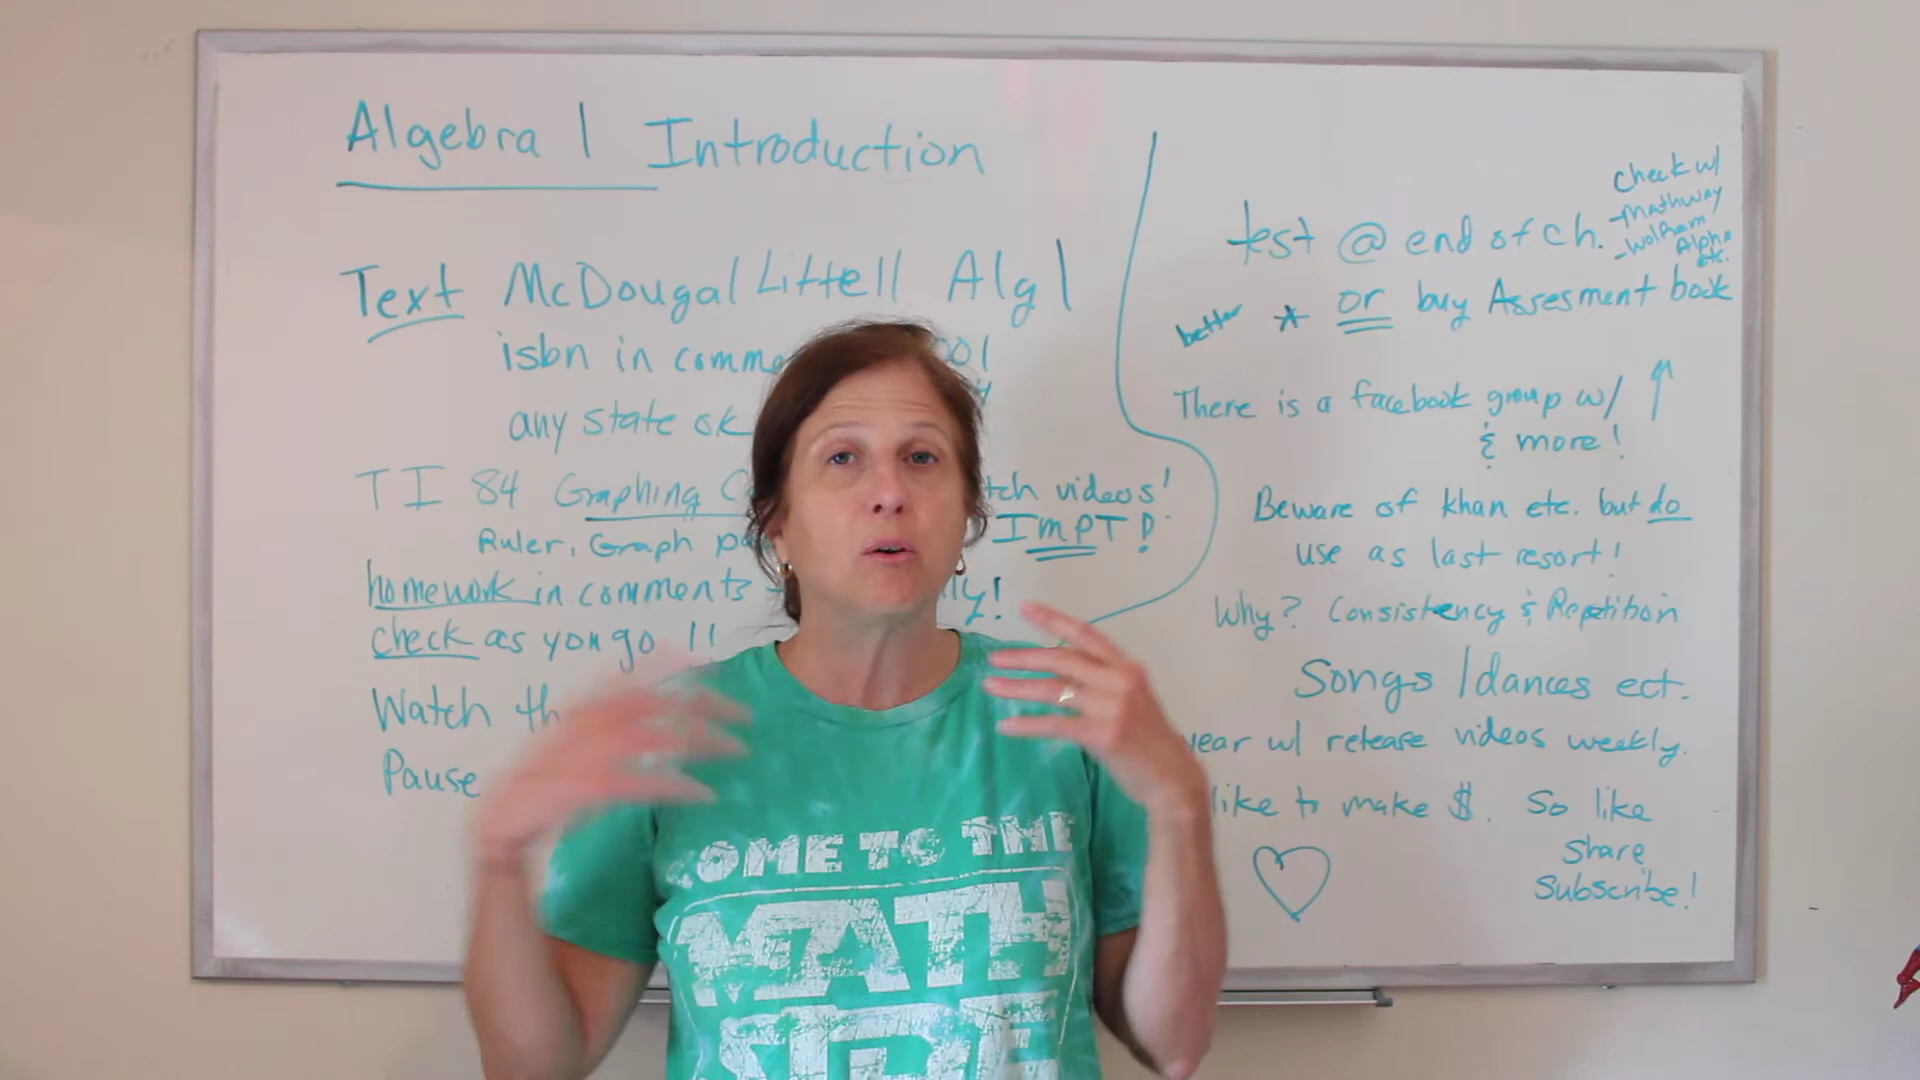 Algebra 1 Introduction
Text McDougal Littell Alg 1
isbn in
any state ok
TI 84 Graphing videos!
Ruler, Graph IMPT!
homework in comments
check as you go !!
Watch
Pause
check w/
-Mathway
-Wolfram
Alpha
etc.
test @ end of ch.
better * or buy Assesment book
There is a facebook group w/ ↑
& more!
Beware of khan etc. but do
use as last resort!
Why? Consistency & Repetition
Songs/dances ect.
w/ release videos weekly.
like to make $. So like
Share
Subscribe!
COME TO THE
MATH
SIDE